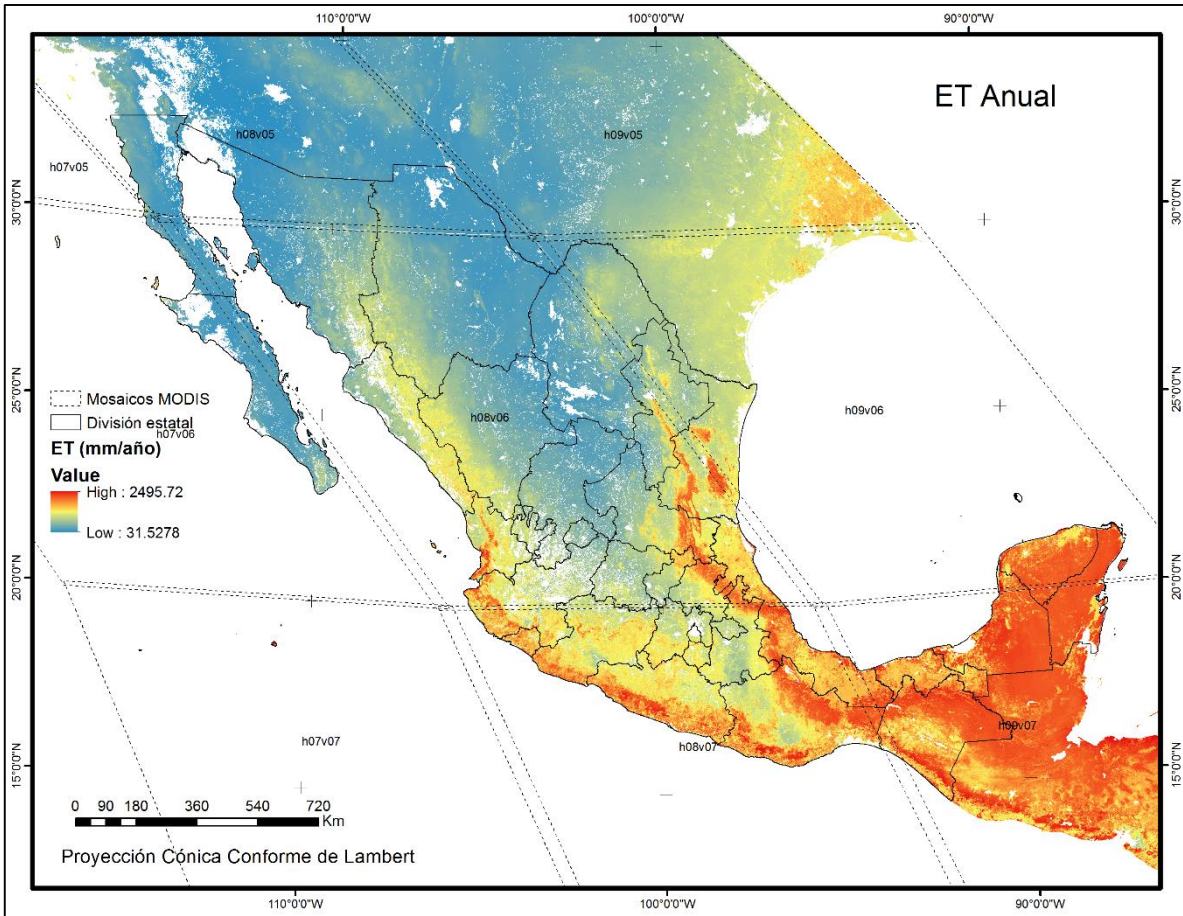 110°0'0"W
100°0'0"W
90°0'0"W
ET Anual
h08v05
h09v05
h07v05
30°0'0"N
30°0'0"N
25°0'0"N
25°0'0"N
Mosaicos MODIS
División estatal
h07v06
h08v06
h09v06
ET (mm/año)
Value
High : 2495.72
Low : 31.5278
20°0'0"N
20°0'0"N
h07v07
h08v07
h09v07
15°0'0"N
15°0'0"N
0 90 180 360 540 720
Km
Proyección Cónica Conforme de Lambert
110°0'0"W
100°0'0"W
90°0'0"W